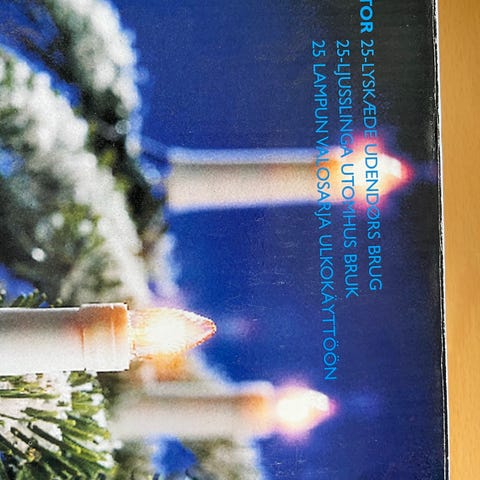 TOR 25-LYSKÆDE UDENDØRS BRUG
25-LJUSSLINGA UTOMHUS BRUK
25 LAMPUN VALOSARJA ULKOKÄYTTÖÖN